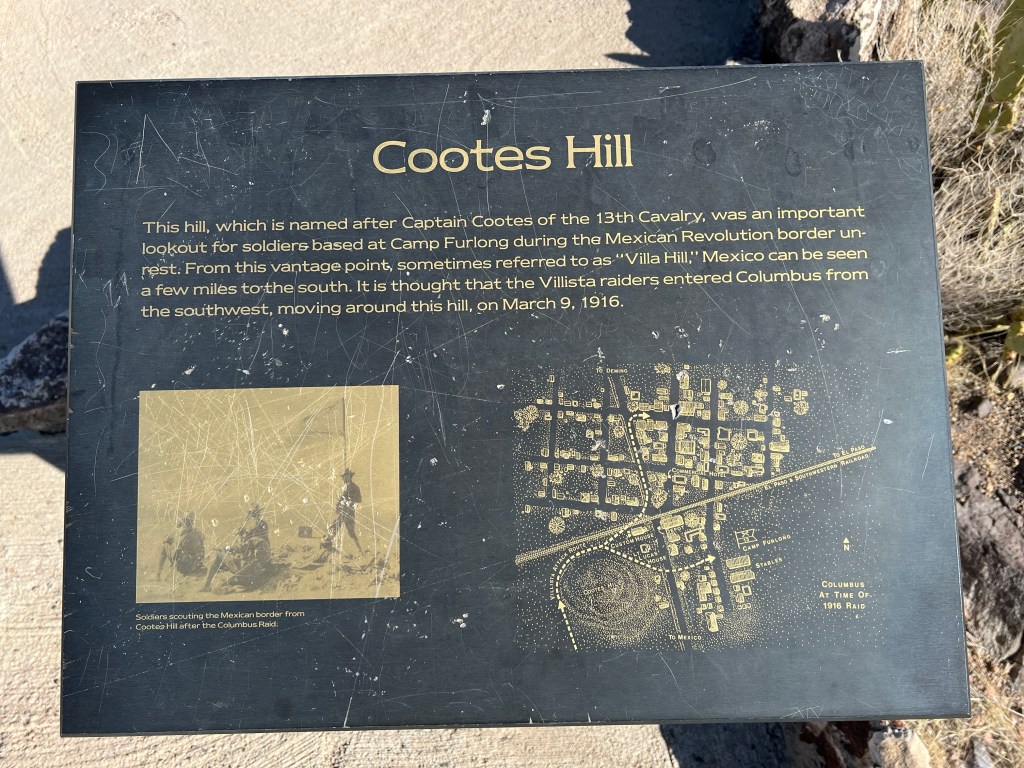 Cootes Hill
This hill, which is named after Captain Cootes of the 13th Cavalry, was an important
lookout for soldiers based at Camp Furlong during the Mexican Revolution border un-
rest. From this vantage point, sometimes referred to as "Villa Hill," Mexico can be seen
a few miles to the south. It is thought that the Villista raiders entered Columbus from
the southwest, moving around this hill, on March 9, 1916.
Soldiers scouting the Mexican border from
Cootes Hill after the Columbus Raid.
To Deming
Commercial Hotel
To El Paso
& Southwestern Railroad
Camp Furlong
Stables
N
Columbus
At Time Of
1916 Raid
To Mexico